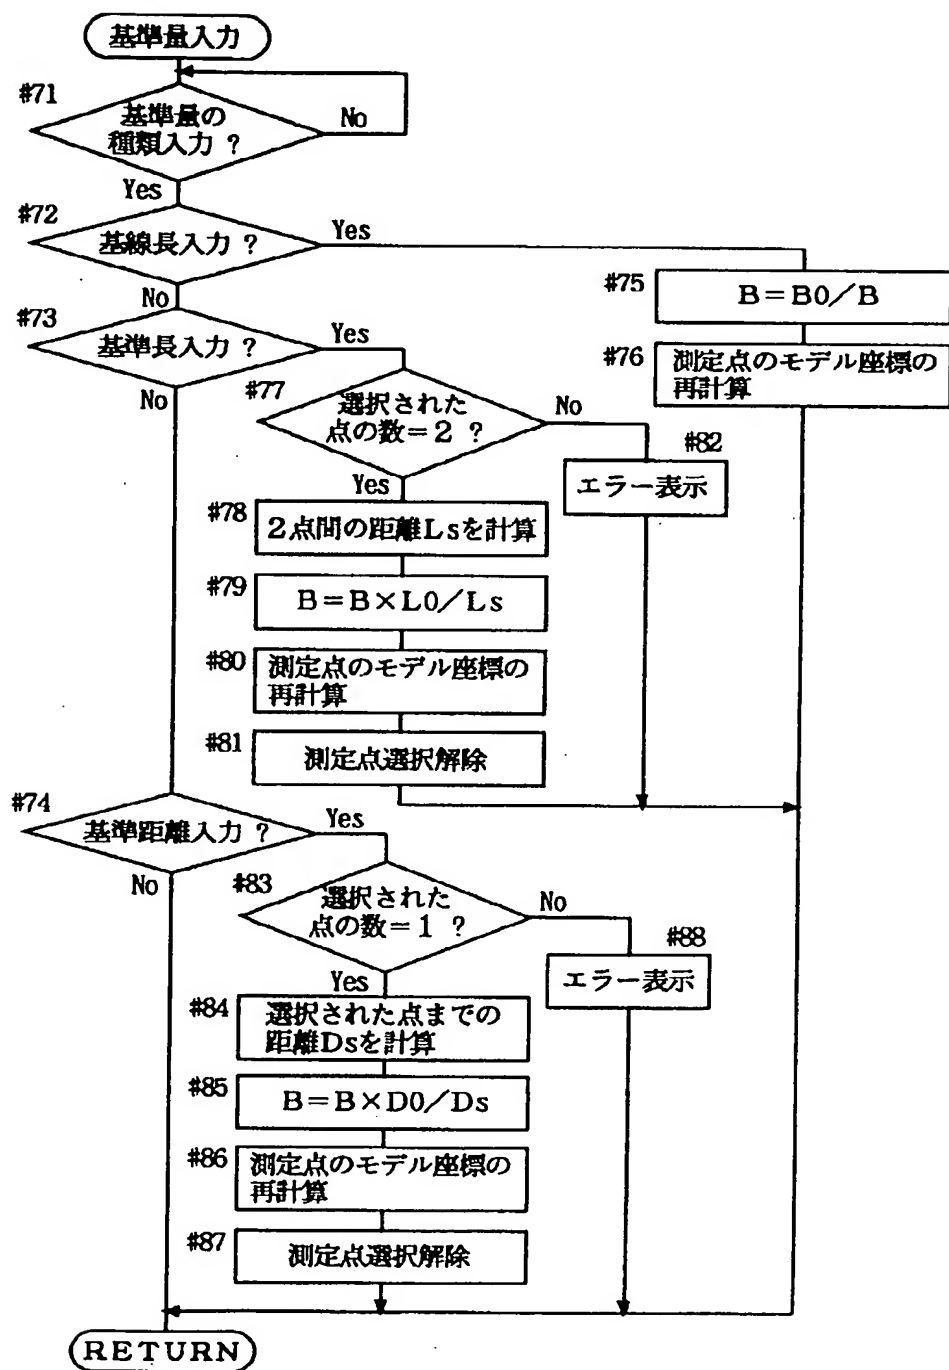 基準量入力
#71
基準量の
種類入力 ?
No
Yes
#72
基線長入力 ?
Yes
No
#75
B=B0/B
#73
基準長入力 ?
Yes
No
#76
測定点のモデル座標の
再計算
#77
選択された
点の数=2 ?
No
Yes
#82
エラー表示
#78
2点間の距離Lsを計算
#79
B=B×L0/Ls
#80
測定点のモデル座標の
再計算
#81
測定点選択解除
#74
基準距離入力 ?
Yes
No
#83
選択された
点の数=1 ?
No
Yes
#88
エラー表示
#84
選択された点までの
距離Dsを計算
#85
B=B×D0/Ds
#86
測定点のモデル座標の
再計算
#87
測定点選択解除
RETURN